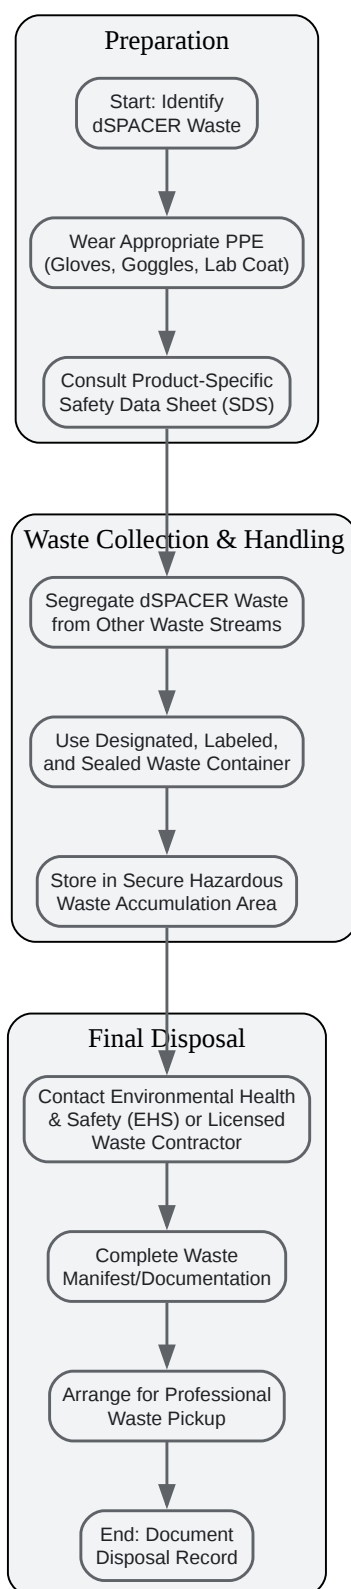 Preparation
Start: Identify
dSPACER Waste
Wear Appropriate PPE
(Gloves, Goggles, Lab Coat)
Consult Product-Specific
Safety Data Sheet (SDS)
Waste Collection & Handling
Segregate dSPACER Waste
from Other Waste Streams
Use Designated, Labeled,
and Sealed Waste Container
Store in Secure Hazardous
Waste Accumulation Area
Final Disposal
Contact Environmental Health
& Safety (EHS) or Licensed
Waste Contractor
Complete Waste
Manifest/Documentation
Arrange for Professional
Waste Pickup
End: Document
Disposal Record